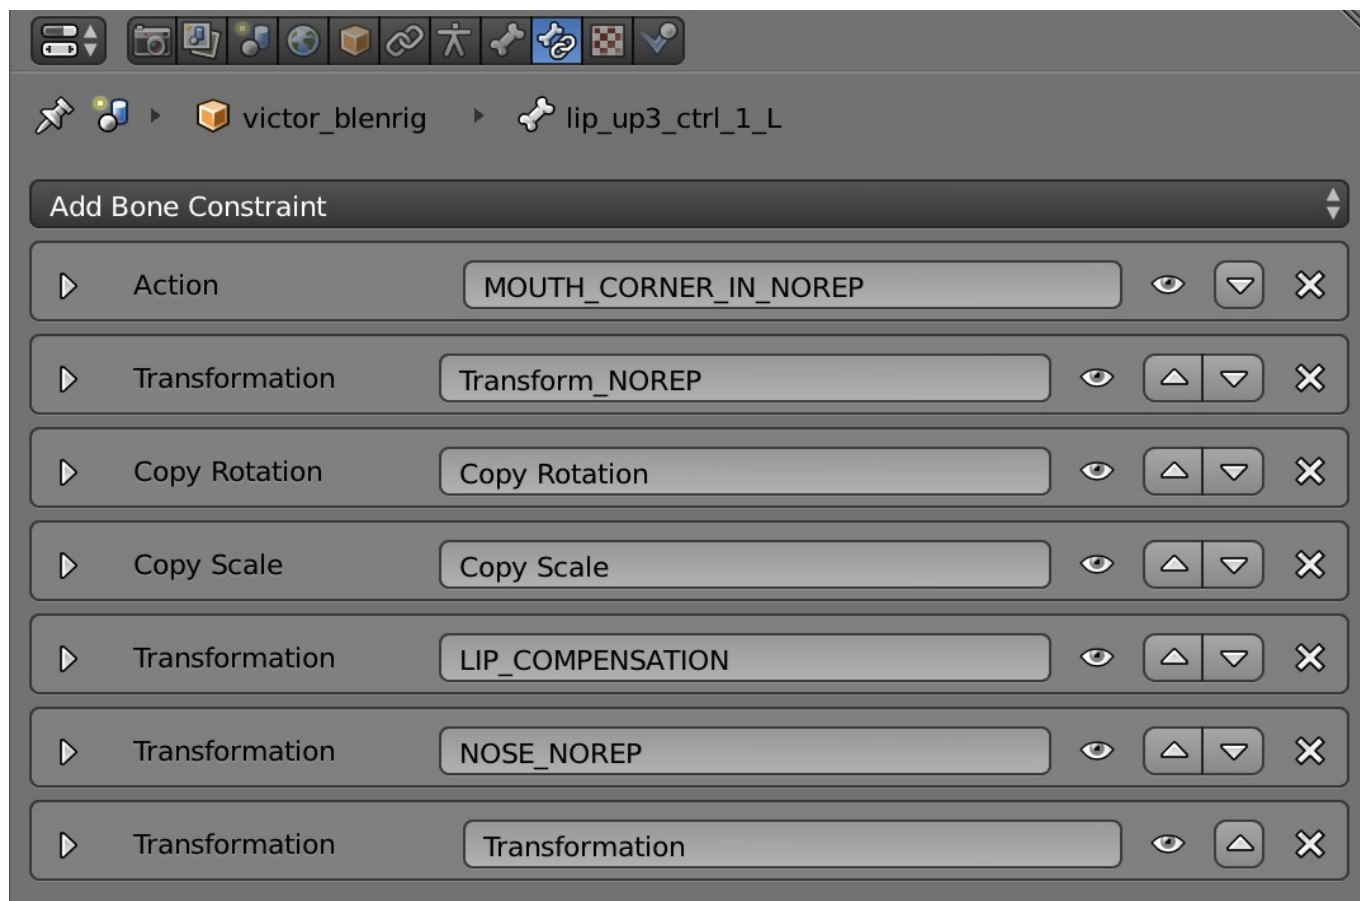 victor_blenrig lip_up3_ctrl_1_L
Add Bone Constraint
Action MOUTH_CORNER_IN_NOREP
Transformation Transform_NOREP
Copy Rotation Copy Rotation
Copy Scale Copy Scale
Transformation LIP_COMPENSATION
Transformation NOSE_NOREP
Transformation Transformation